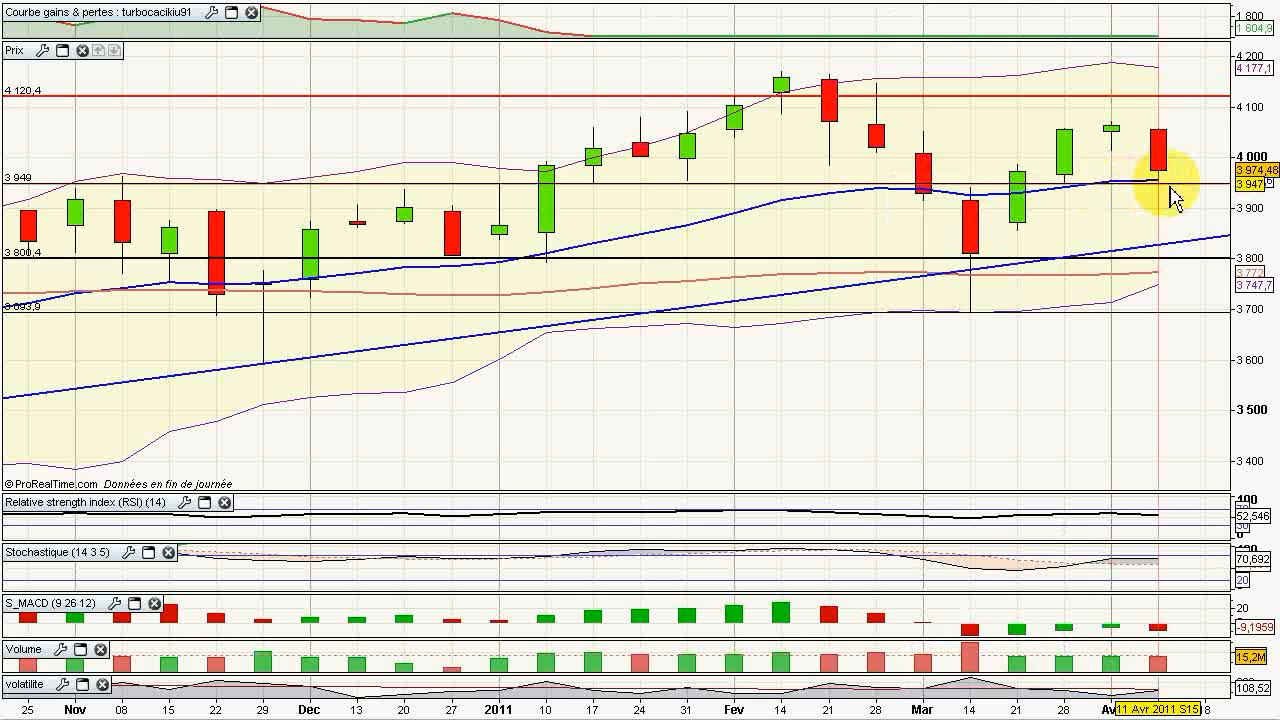 Courbe gains & pertes : turbocacikiu91
1 800
1 604,9
Prix
4 200
4 177,1
4 120,4
4 100
4 000
3 974,48
3 949
3 947
3 900
3 800,4
3 800
3 772
3 747,7
3 693,9
3 700
3 600
3 500
3 400
© ProRealTime.com Données en fin de journée
Relative strength index (RSI) (14)
100
52,546
Stochastique (14 3 5)
100
70,692
20
S_MACD (9 26 12)
20
-9,1959
Volume
15,2M
volatilite
108,52
25 Nov 08 15 22 29 Dec 13 20 27 2011 10 17 24 31 Fev 14 21 28 Mar 14 21 28 Av 11 Avr 2011 S15 18